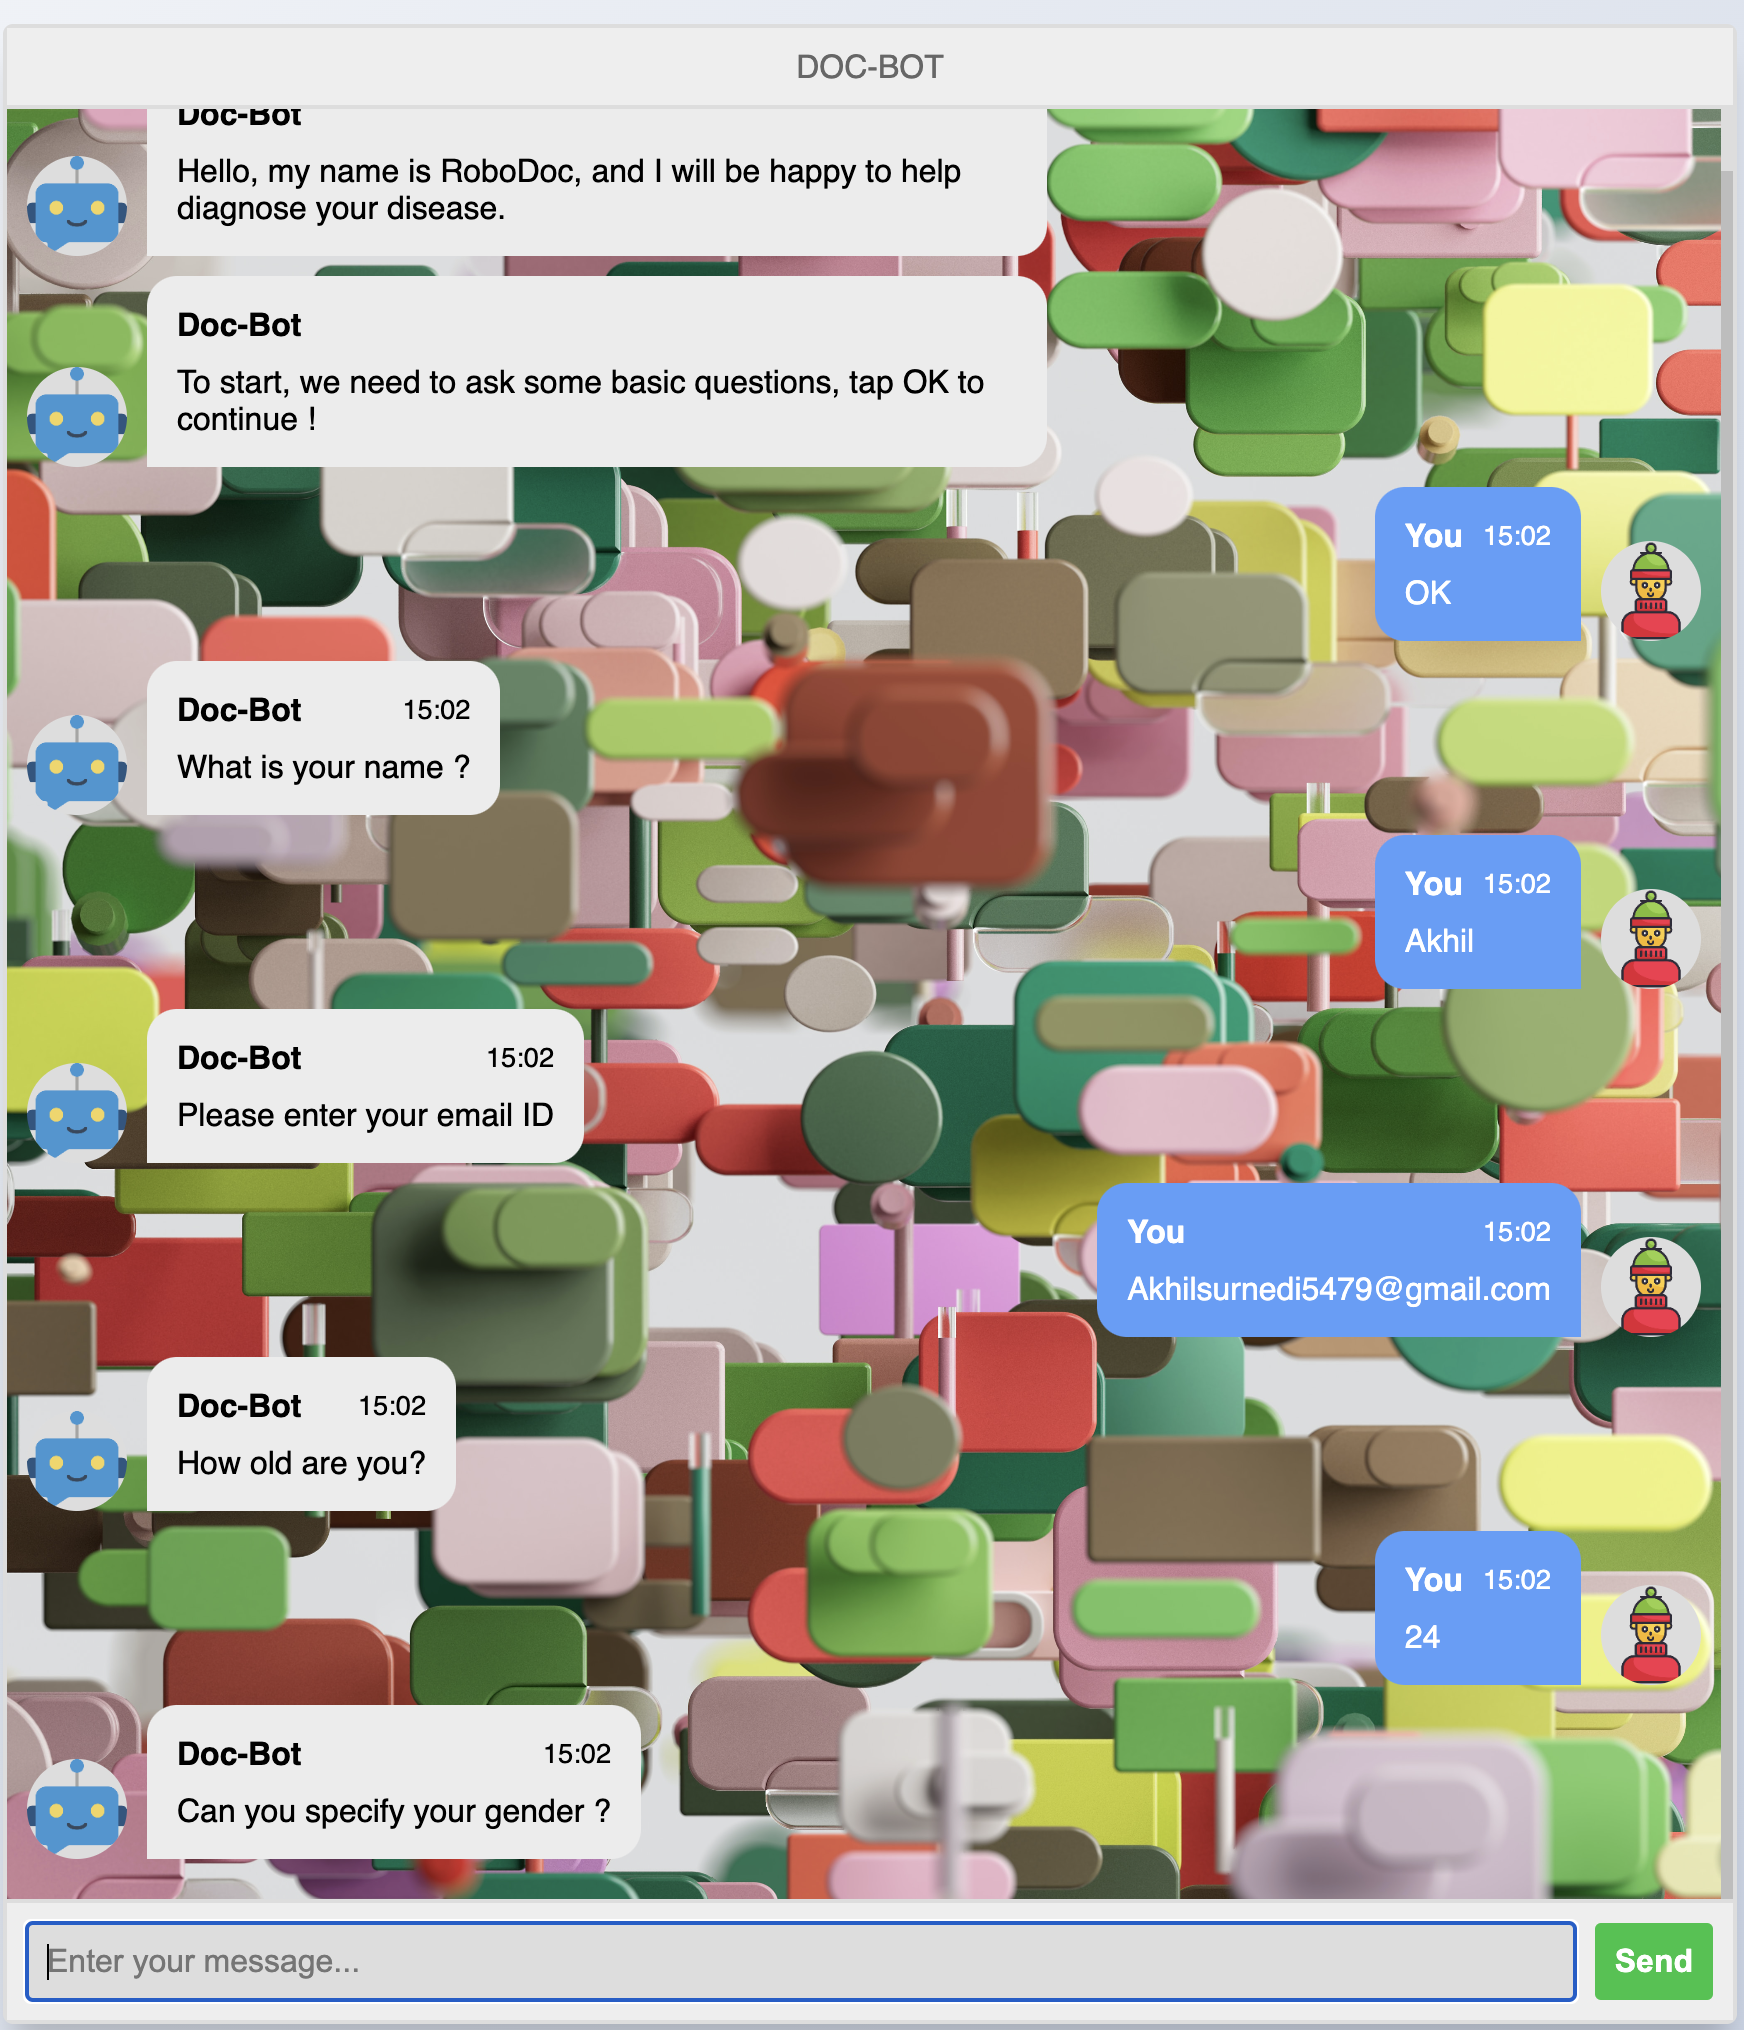 DOC-BOT
Doc-Bot
Hello, my name is RoboDoc, and I will be happy to help
diagnose your disease.
Doc-Bot
To start, we need to ask some basic questions, tap OK to
continue !
You 15:02
OK
Doc-Bot 15:02
What is your name ?
You 15:02
Akhil
Doc-Bot 15:02
Please enter your email ID
You 15:02
Akhilsurnedi5479@gmail.com
Doc-Bot 15:02
How old are you?
You 15:02
24
Doc-Bot 15:02
Can you specify your gender ?
Enter your message...
Send